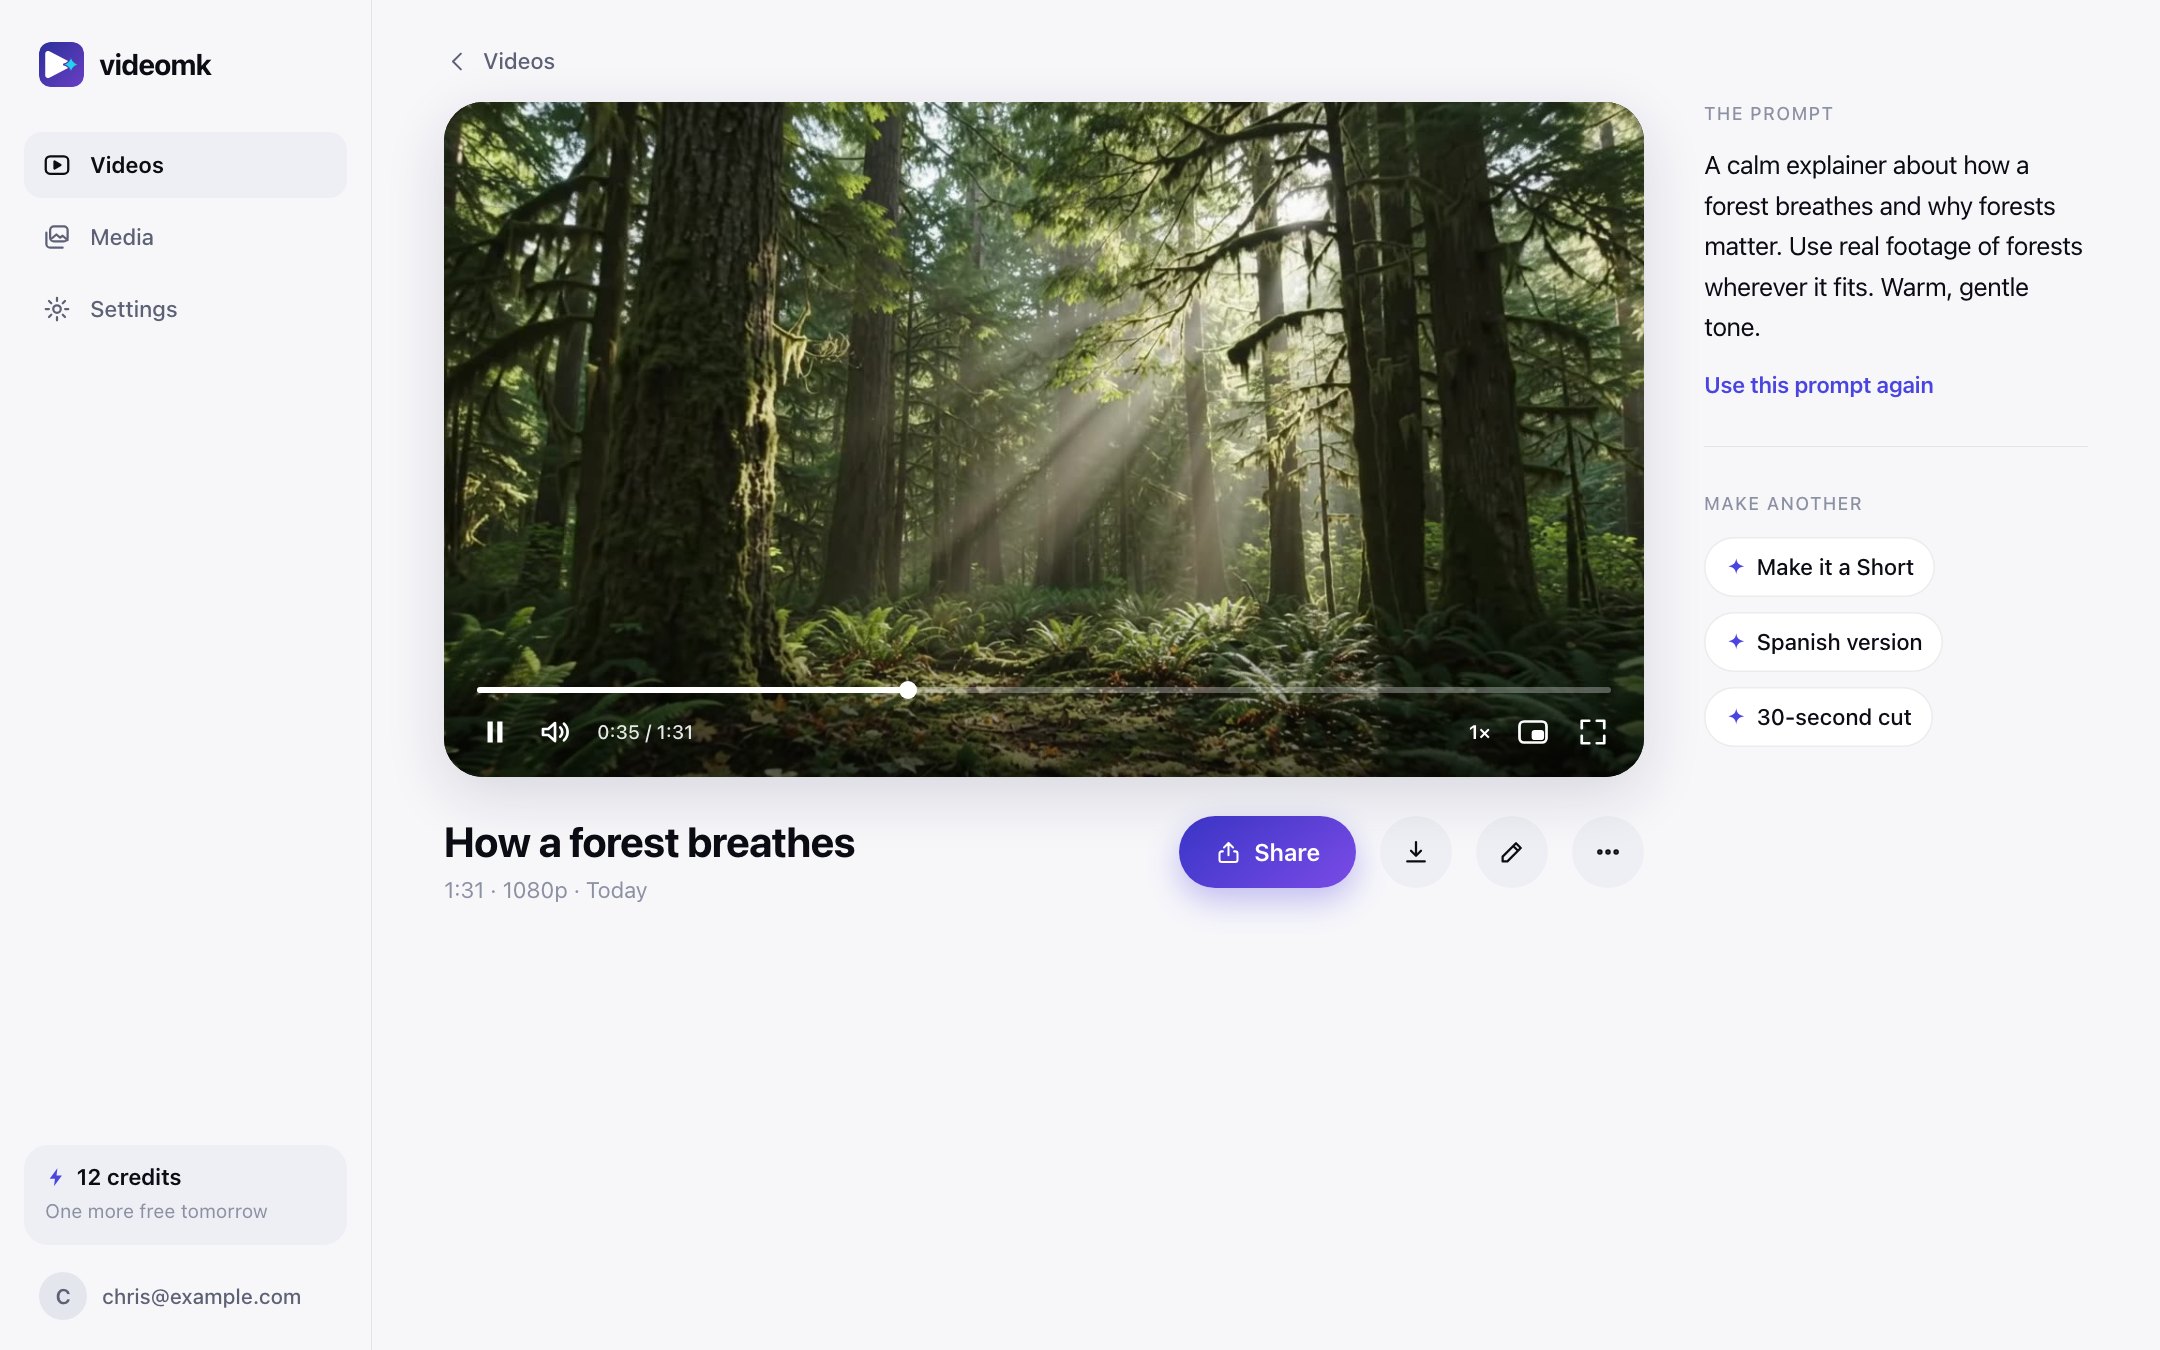 videomk
Videos
Media
Settings
12 credits
One more free tomorrow
C
chris@example.com
Videos
0:35 / 1:31
1×
How a forest breathes
1:31 · 1080p · Today
Share
THE PROMPT
A calm explainer about how a
forest breathes and why forests
matter. Use real footage of forests
wherever it fits. Warm, gentle
tone.
Use this prompt again
MAKE ANOTHER
Make it a Short
Spanish version
30-second cut